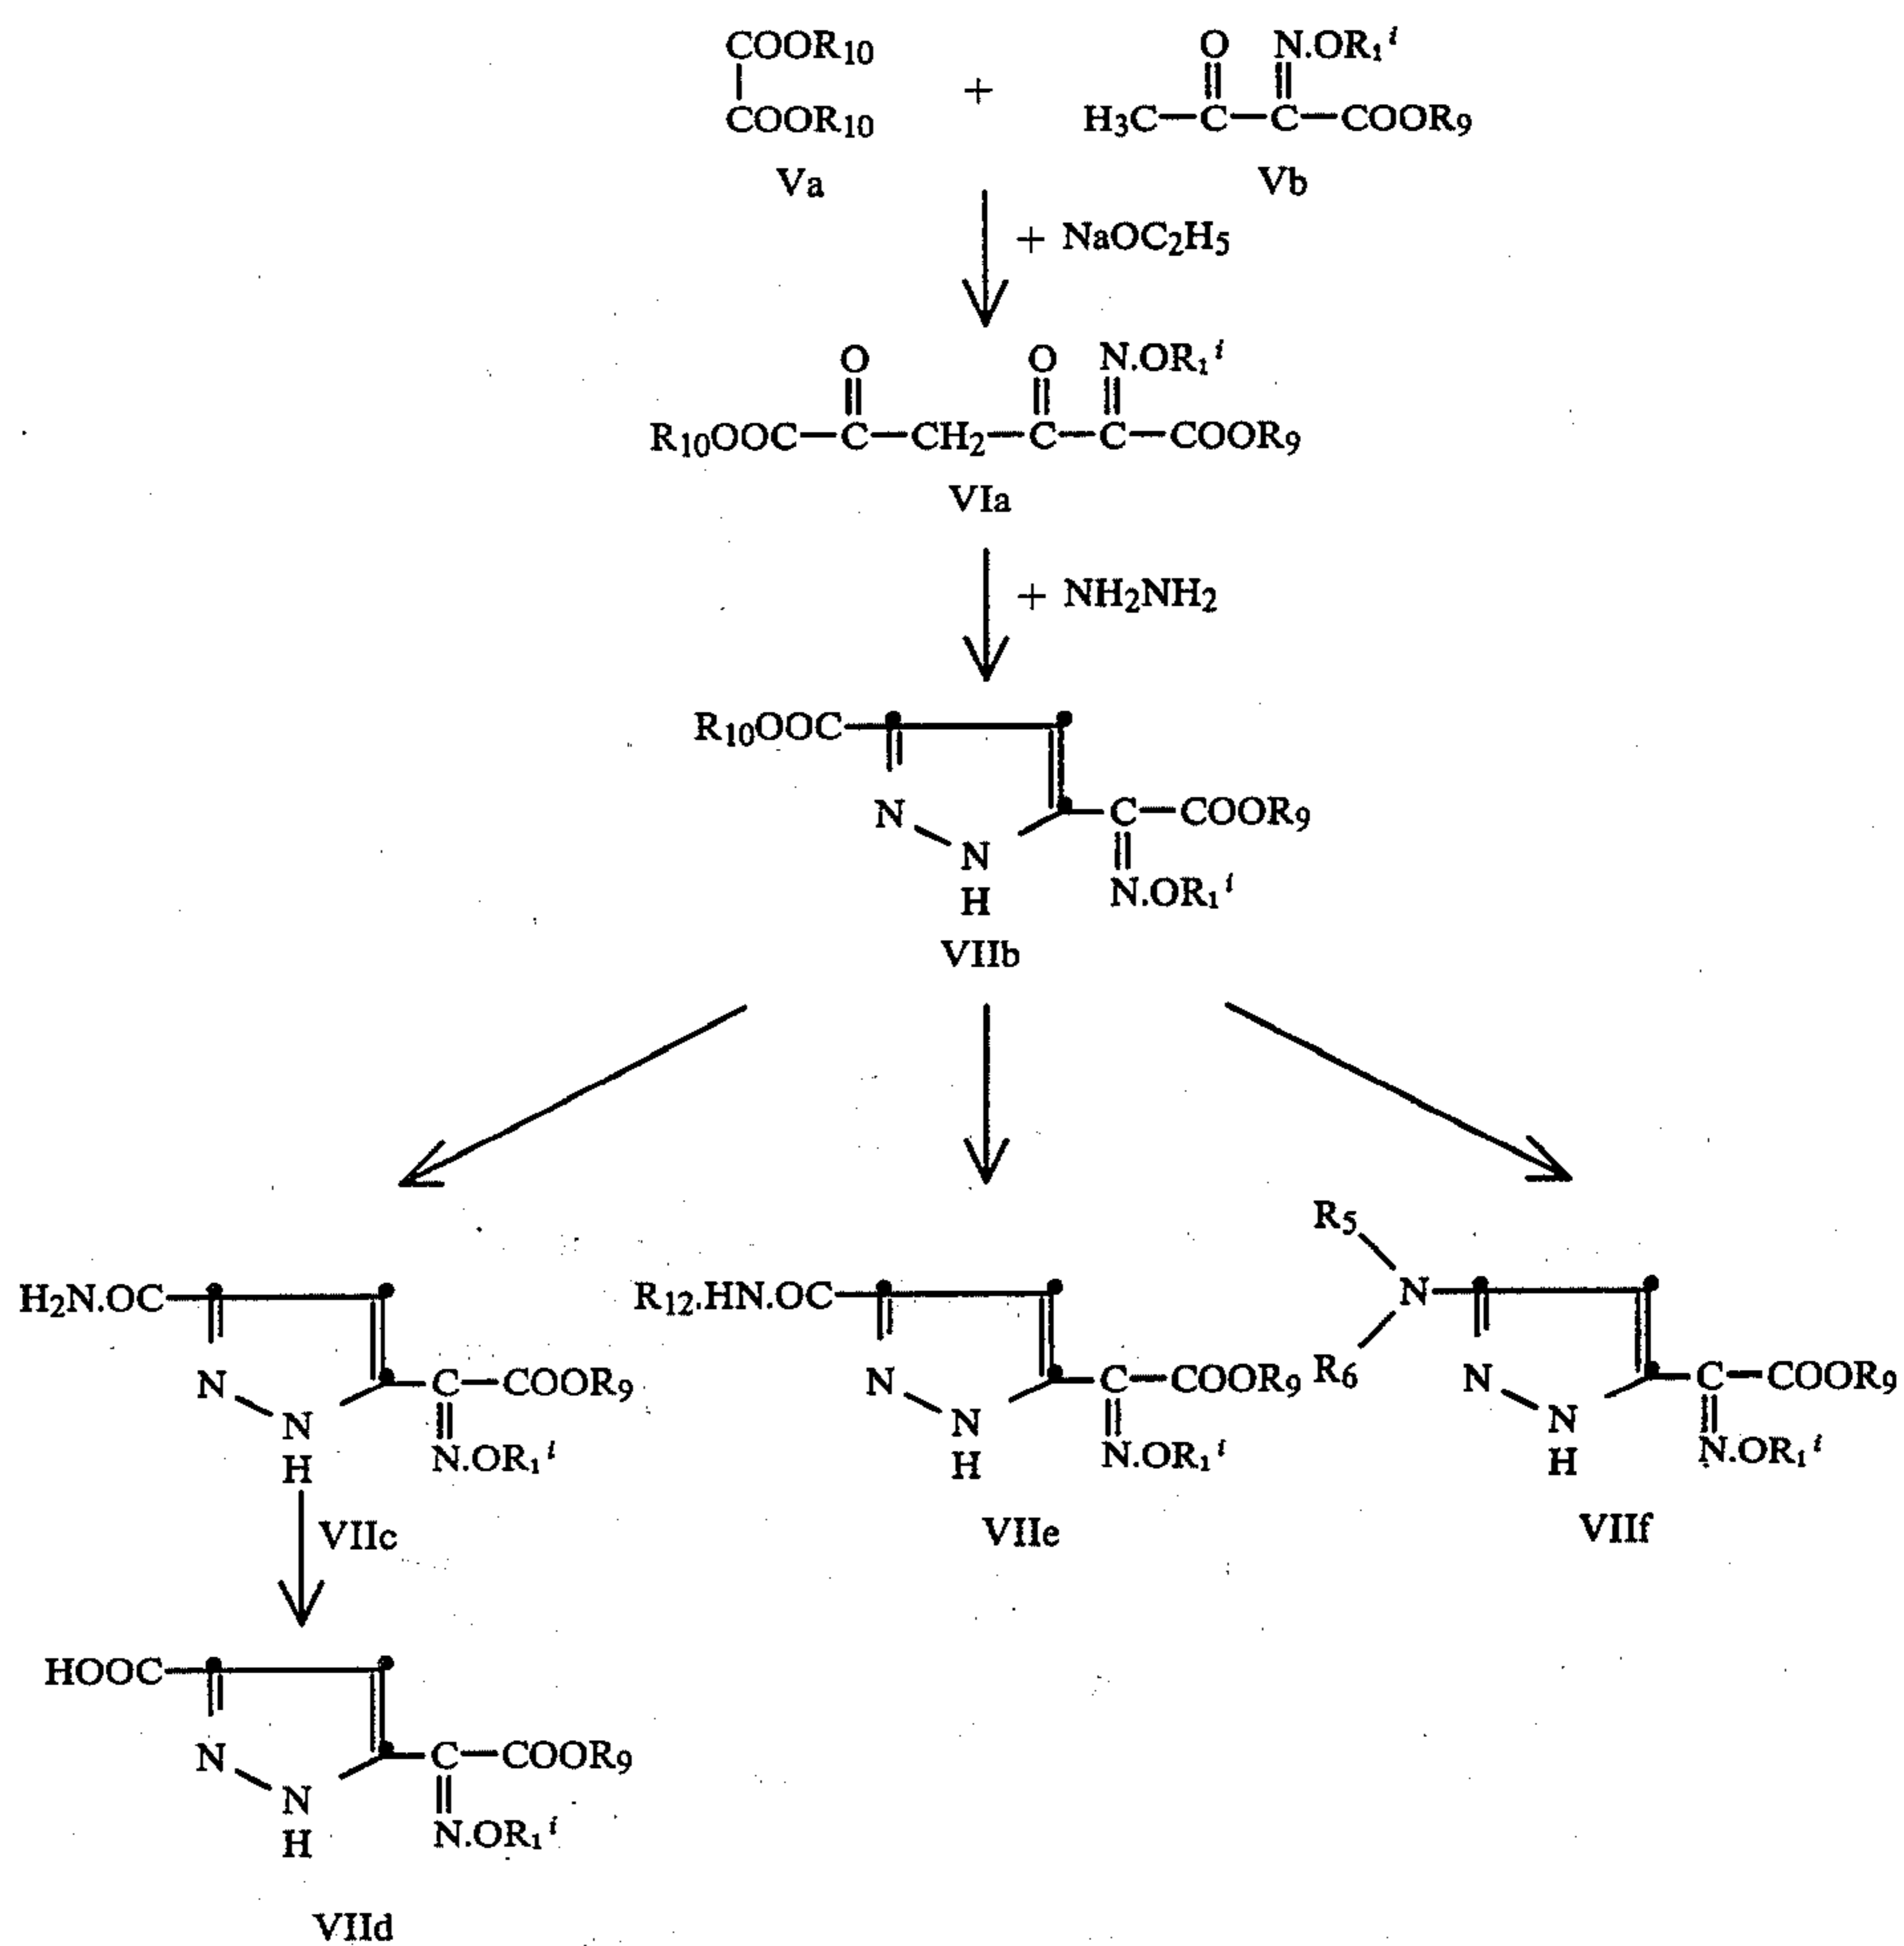 COOR10
COOR10
Va
+
O N.OR1i
H3C—C—C—COOR9
Vb
+ NaOC2H5
O O N.OR1i
R10OOC—C—CH2—C—C—COOR9
VIa
+ NH2NH2
R10OOC
N C—COOR9
N
H N.OR1i
VIIb
H2N.OC
N C—COOR9
N
H N.OR1i
VIIc
R12.HN.OC
N C—COOR9
N
H N.OR1i
VIIe
R5
N
R6 N C—COOR9
N
H N.OR1i
VIIf
HOOC
N C—COOR9
N
H N.OR1i
VIId